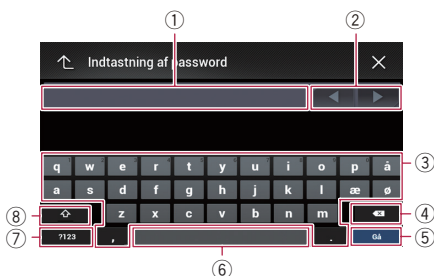 ① ②
Indtastning af password
q w e r t y u i o p å
a s d f g h j k l æ ø
z x c v b n m
?123 , . Gå
③
④
⑤
⑥
⑦
⑧